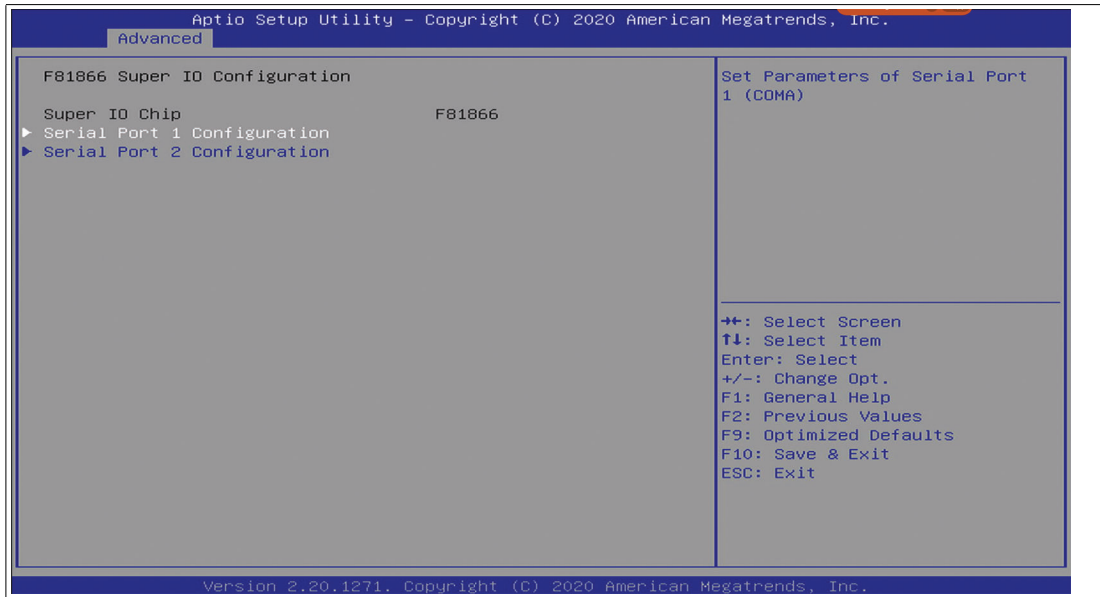 Aptio Setup Utility – Copyright (C) 2020 American Megatrends, Inc.
Advanced
F81866 Super IO Configuration
Super IO Chip F81866
▶ Serial Port 1 Configuration
▶ Serial Port 2 Configuration
Set Parameters of Serial Port
1 (COMA)
→←: Select Screen
↑↓: Select Item
Enter: Select
+/-: Change Opt.
F1: General Help
F2: Previous Values
F9: Optimized Defaults
F10: Save & Exit
ESC: Exit
Version 2.20.1271. Copyright (C) 2020 American Megatrends, Inc.